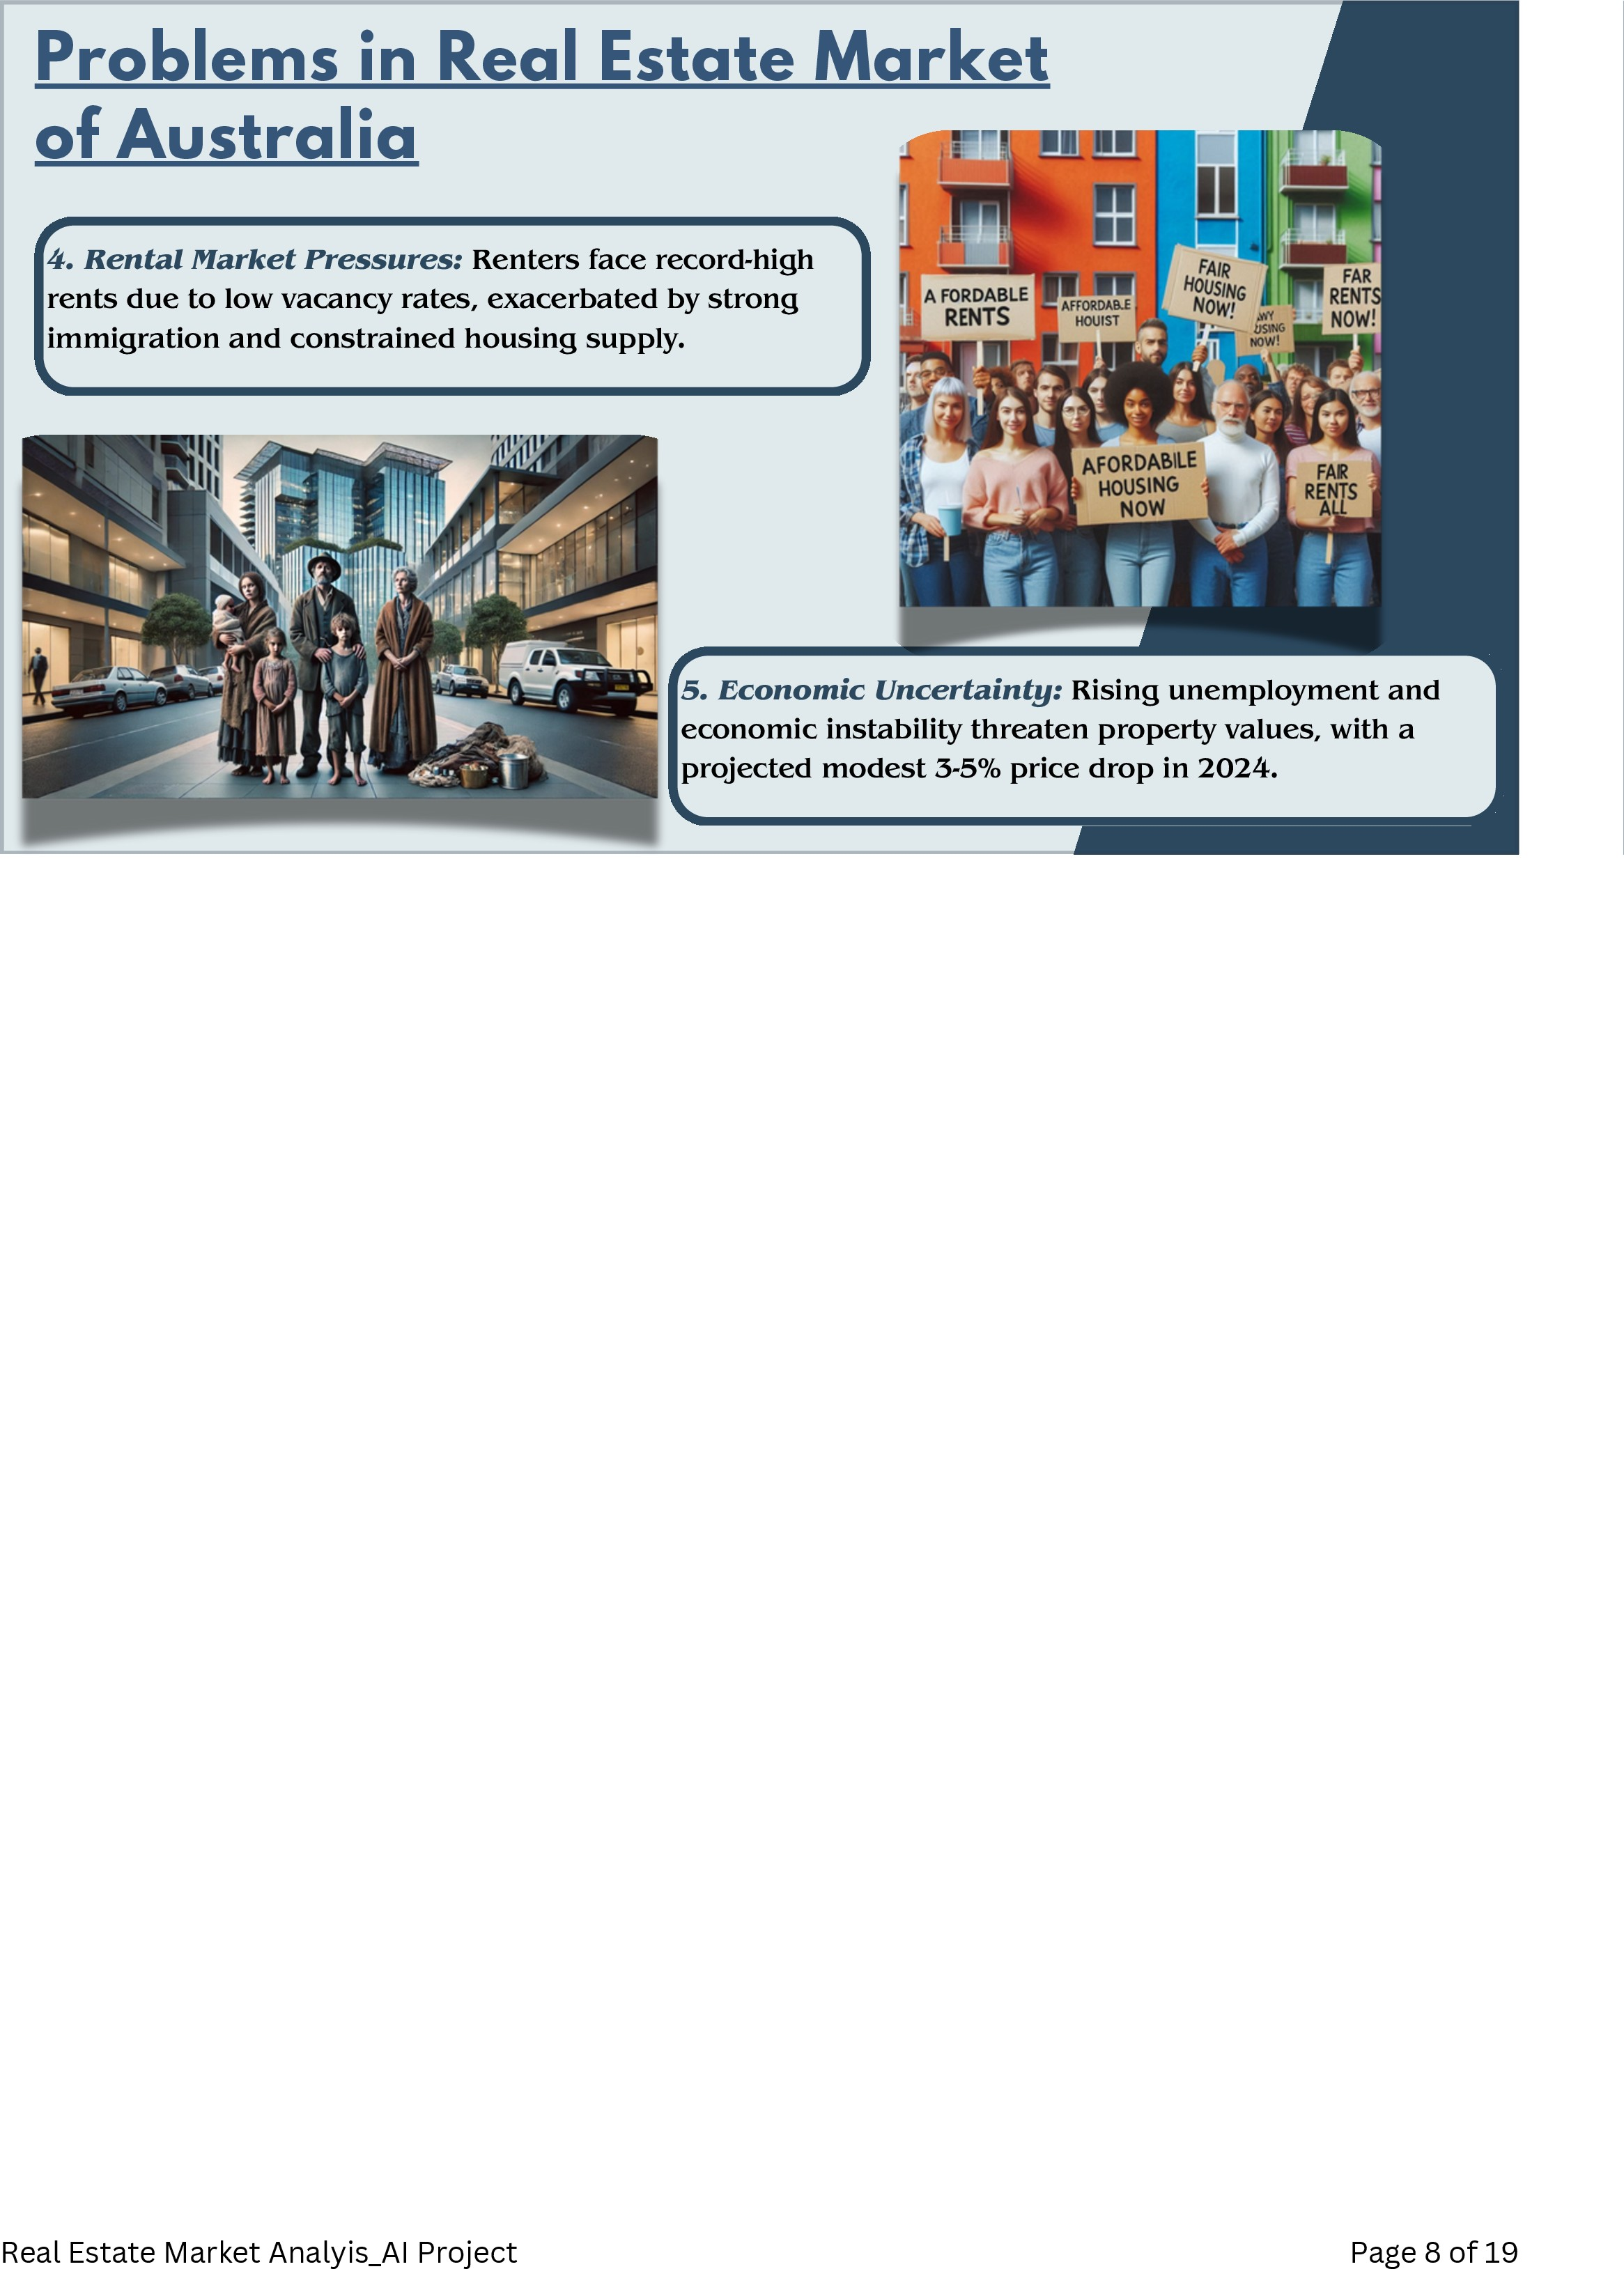 Problems in Real Estate Market
of Australia
4. Rental Market Pressures: Renters face record-high
rents due to low vacancy rates, exacerbated by strong
immigration and constrained housing supply.
A FORDABLE
RENTS
AFFORDABLE
HOUIST
FAIR
HOUSING
NOW!
NOW!
FAR
RENTS
NOW!
AFORDABILE
HOUSING
NOW
FAIR
RENTS
ALL
5. Economic Uncertainty: Rising unemployment and
economic instability threaten property values, with a
projected modest 3-5% price drop in 2024.
Real Estate Market Analyis_AI Project
Page 8 of 19